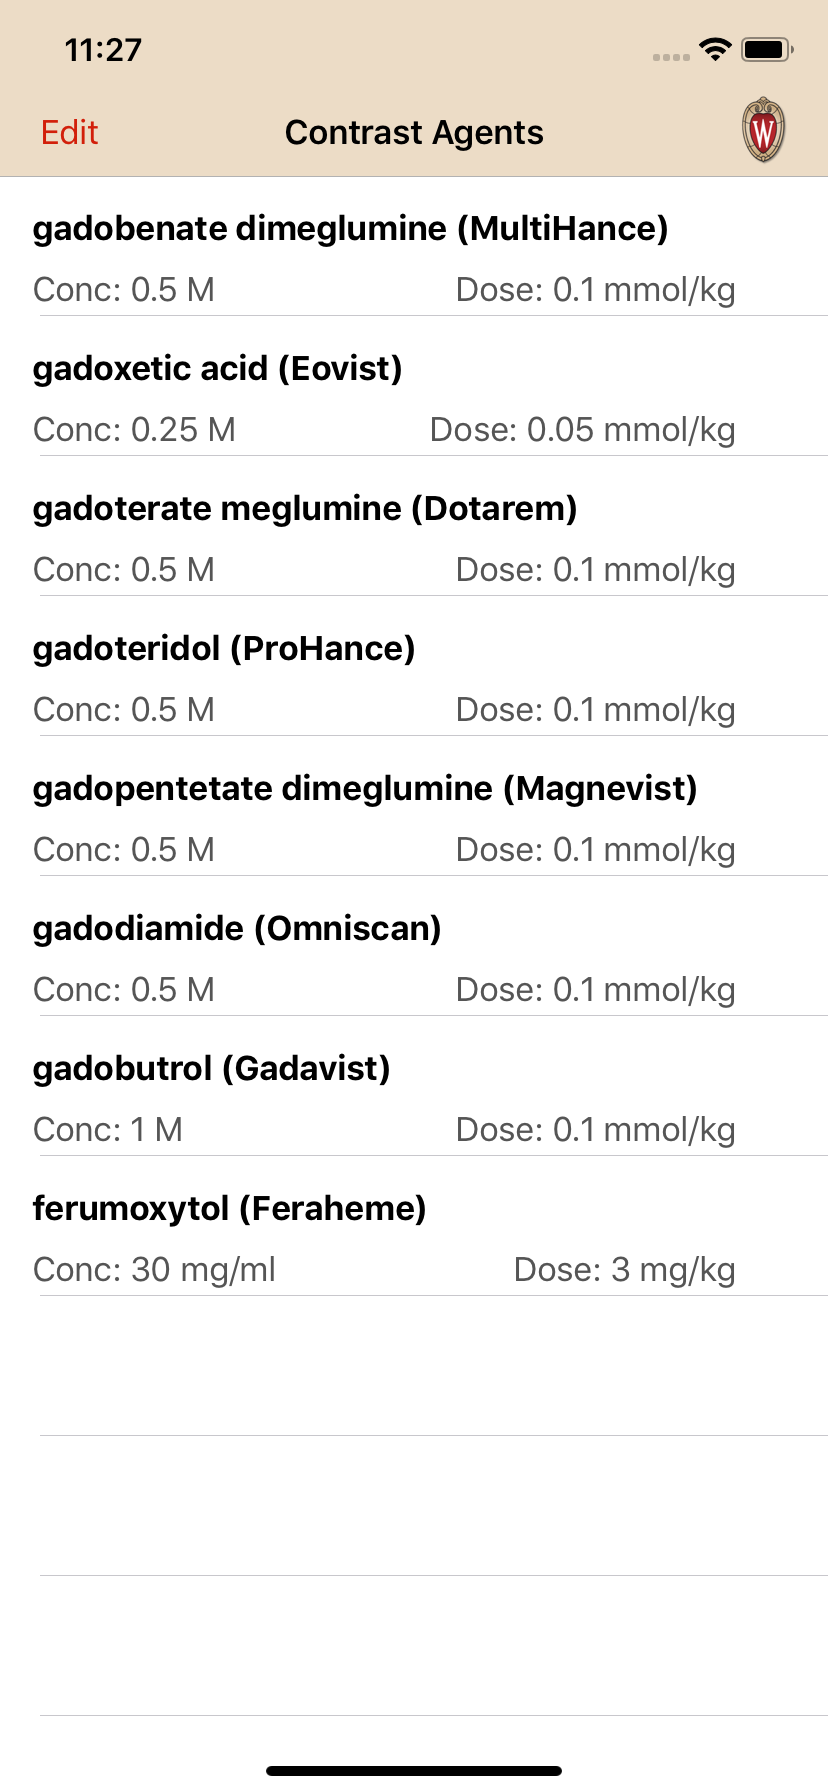 11:27
Edit
Contrast Agents
W
gadobenate dimeglumine (MultiHance)
Conc: 0.5 M Dose: 0.1 mmol/kg
gadoxetic acid (Eovist)
Conc: 0.25 M Dose: 0.05 mmol/kg
gadoterate meglumine (Dotarem)
Conc: 0.5 M Dose: 0.1 mmol/kg
gadoteridol (ProHance)
Conc: 0.5 M Dose: 0.1 mmol/kg
gadopentetate dimeglumine (Magnevist)
Conc: 0.5 M Dose: 0.1 mmol/kg
gadodiamide (Omniscan)
Conc: 0.5 M Dose: 0.1 mmol/kg
gadobutrol (Gadavist)
Conc: 1 M Dose: 0.1 mmol/kg
ferumoxytol (Feraheme)
Conc: 30 mg/ml Dose: 3 mg/kg